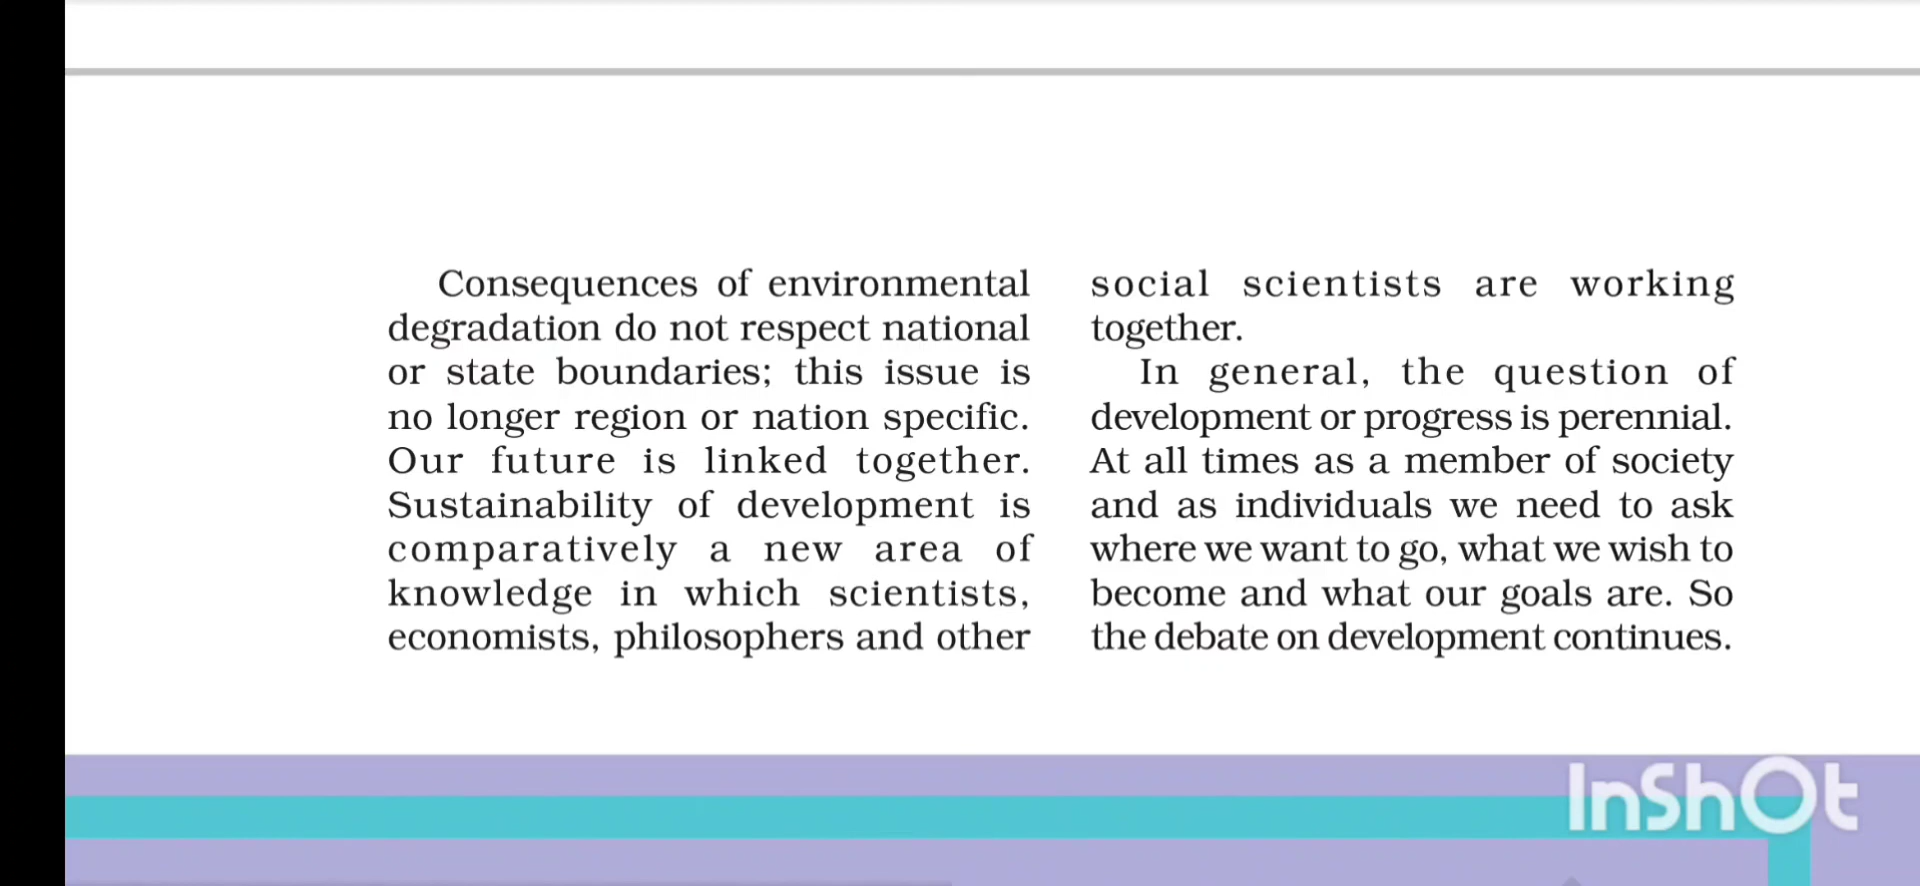 Consequences of environmental
degradation do not respect national
or state boundaries; this issue is
no longer region or nation specific.
Our future is linked together.
Sustainability of development is
comparatively a new area of
knowledge in which scientists,
economists, philosophers and other
social scientists are working
together.
In general, the question of
development or progress is perennial.
At all times as a member of society
and as individuals we need to ask
where we want to go, what we wish to
become and what our goals are. So
the debate on development continues.
InShOt